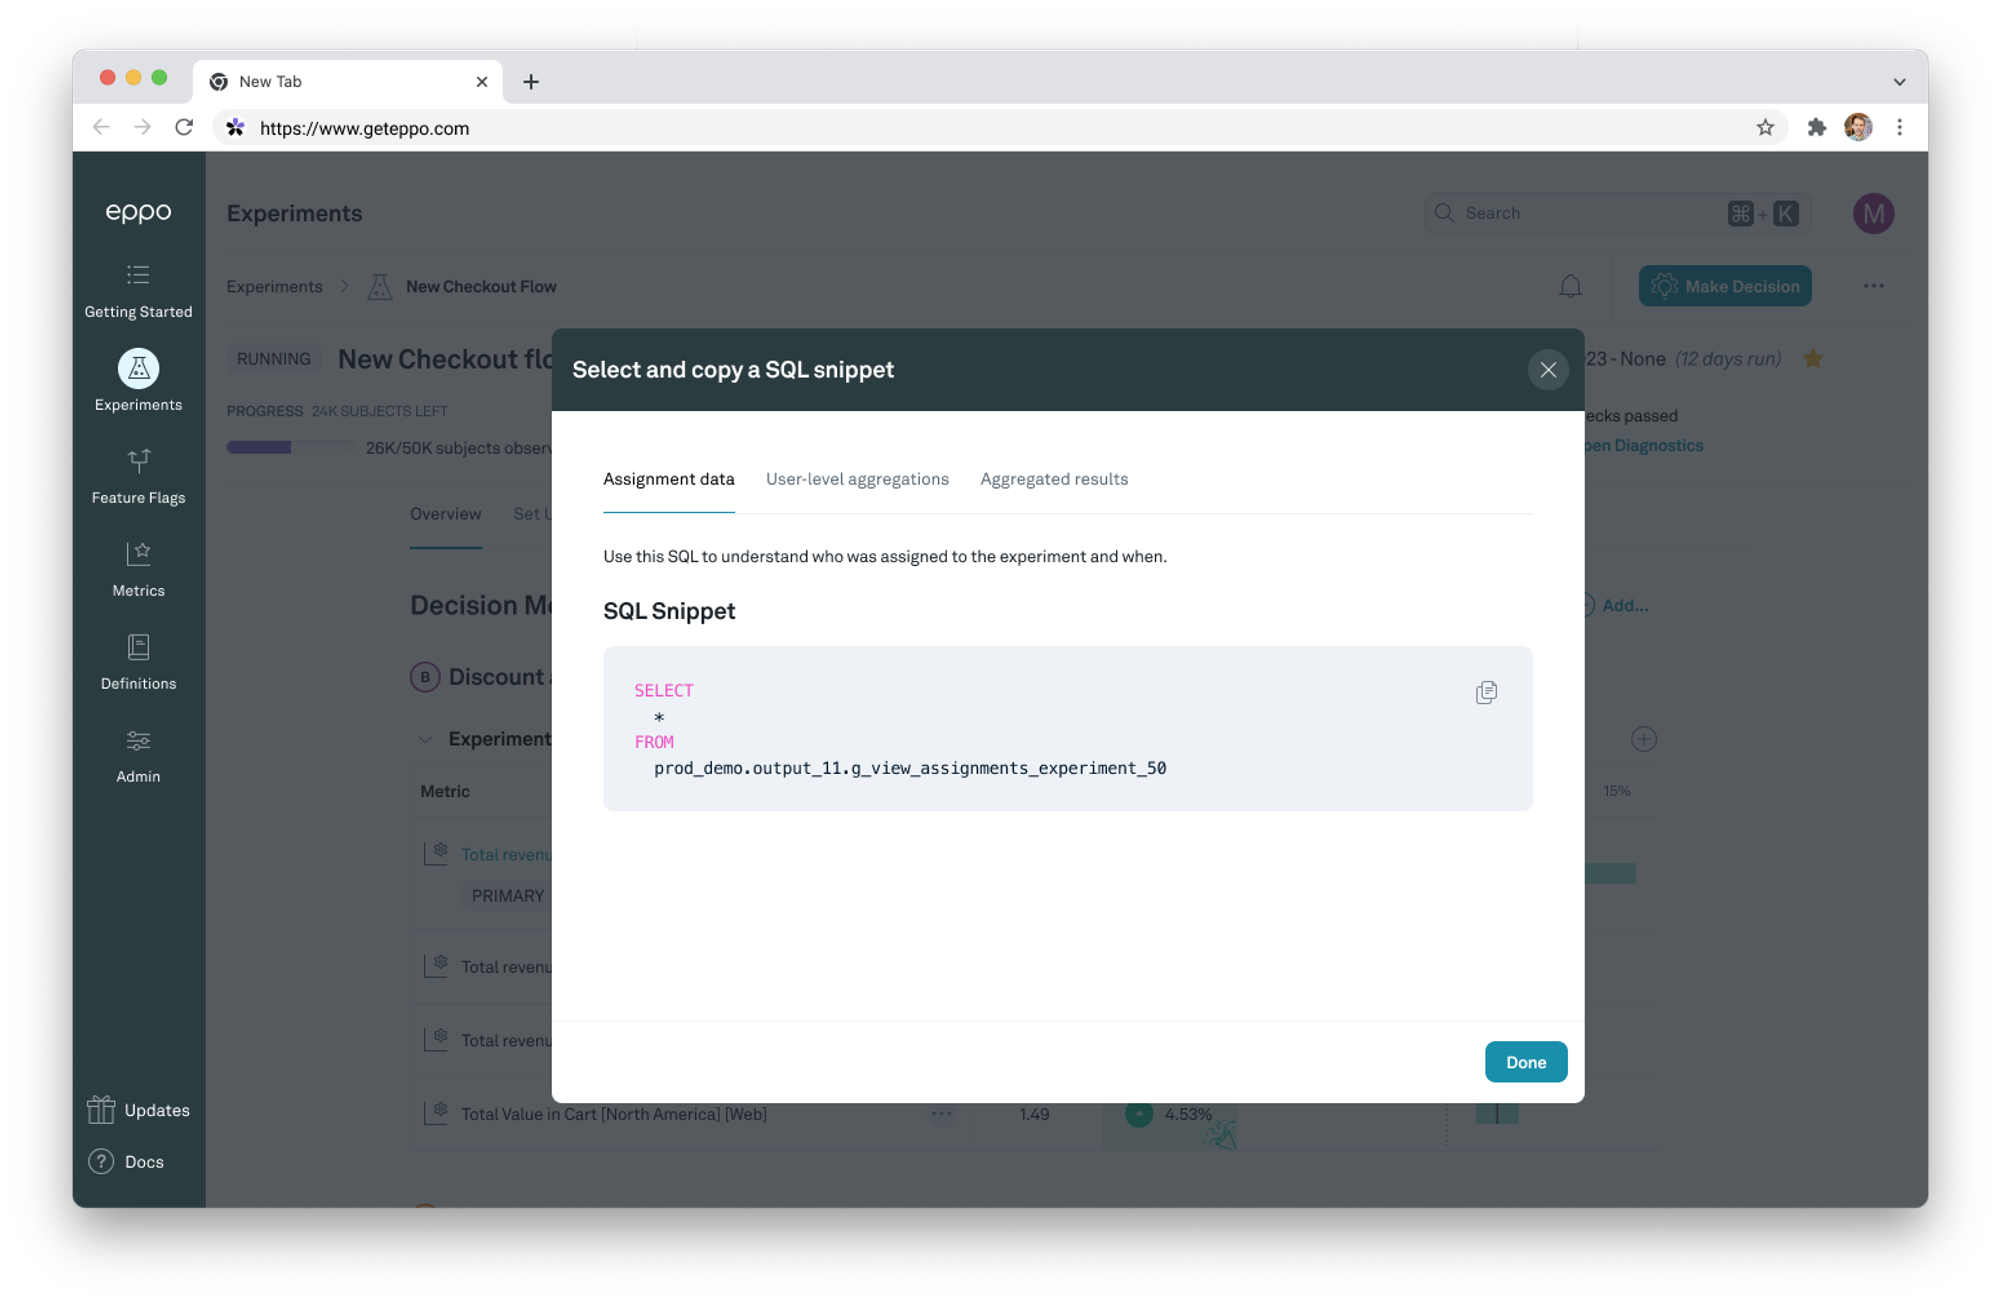 New Tab
https://www.geteppo.com
eppo
Getting Started
Experiments
Feature Flags
Metrics
Definitions
Admin
Updates
Docs
Experiments
Search
⌘ + K
M
Experiments
New Checkout Flow
Make Decision
RUNNING
New Checkout flo
23 - None (12 days run)
PROGRESS 24K SUBJECTS LEFT
26K/50K subjects observ
ecks passed
pen Diagnostics
Overview
Set U
Decision Me
Add...
B
Discount
Experiment
Metric
15%
Total revenu
PRIMARY
Total revenu
Total revenu
Total Value in Cart [North America] [Web]
1.49
4.53%
Select and copy a SQL snippet
Assignment data
User-level aggregations
Aggregated results
Use this SQL to understand who was assigned to the experiment and when.
SQL Snippet
SELECT
*
FROM
prod_demo.output_11.g_view_assignments_experiment_50
Done